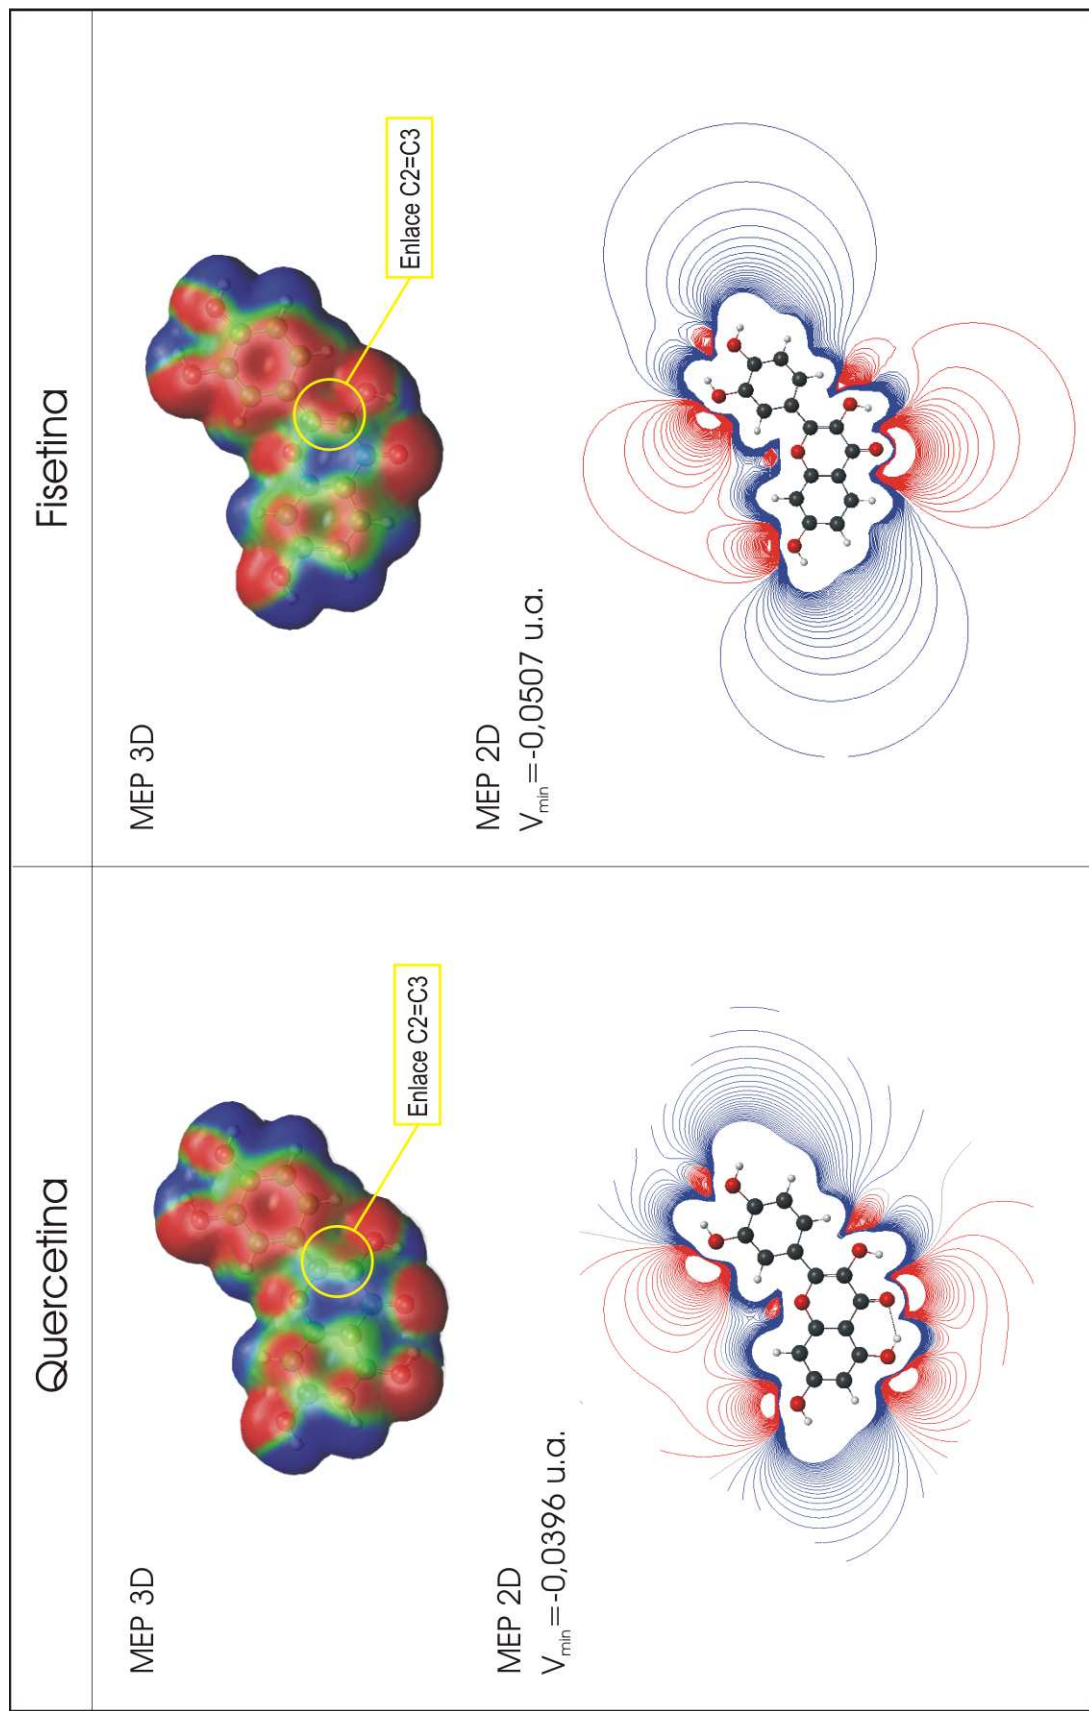 Quercetina
MEP 3D
Enlace C2=C3
MEP 2D
Vmin=-0,0396 u.a.
Fisetina
MEP 3D
Enlace C2=C3
MEP 2D
Vmin=-0,0507 u.a.